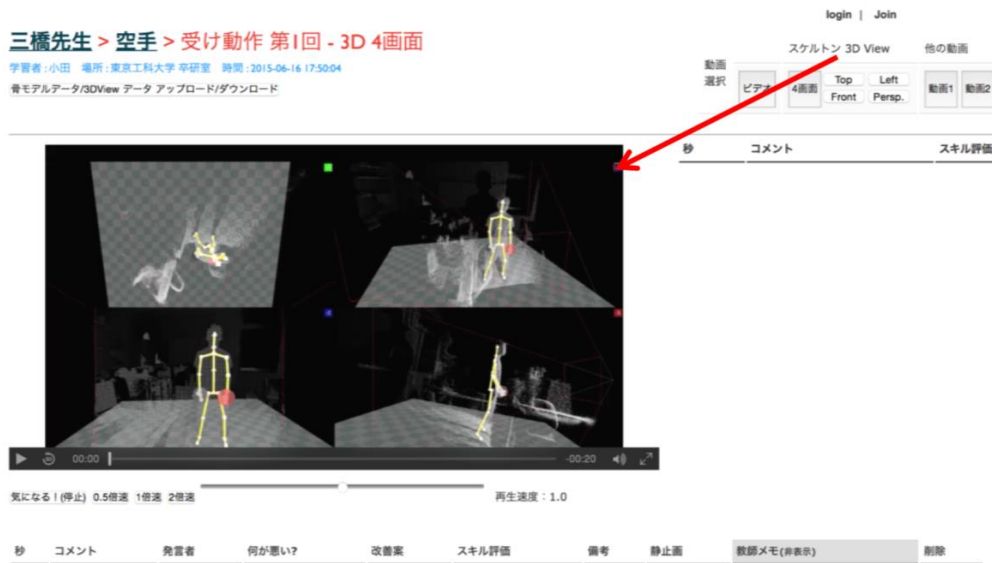 login | Join
三橋先生 > 空手 > 受け動作 第1回 - 3D 4画面
学習者 : 小田 場所 : 東京工科大学 卒研室 時間 : 2015-06-16 17:50:04
骨モデルデータ/3DView データ アップロード/ダウンロード
動画選択
スケルトン 3D View 他の動画
ビデオ 4画面 Top Left Front Persp. 動画1 動画2
秒 コメント スキル評価
00:00 -00:20
気になる！(停止) 0.5倍速 1倍速 2倍速 再生速度：1.0
秒 コメント 発言者 何が悪い? 改善案 スキル評価 備考 静止画 教師メモ(非表示) 削除